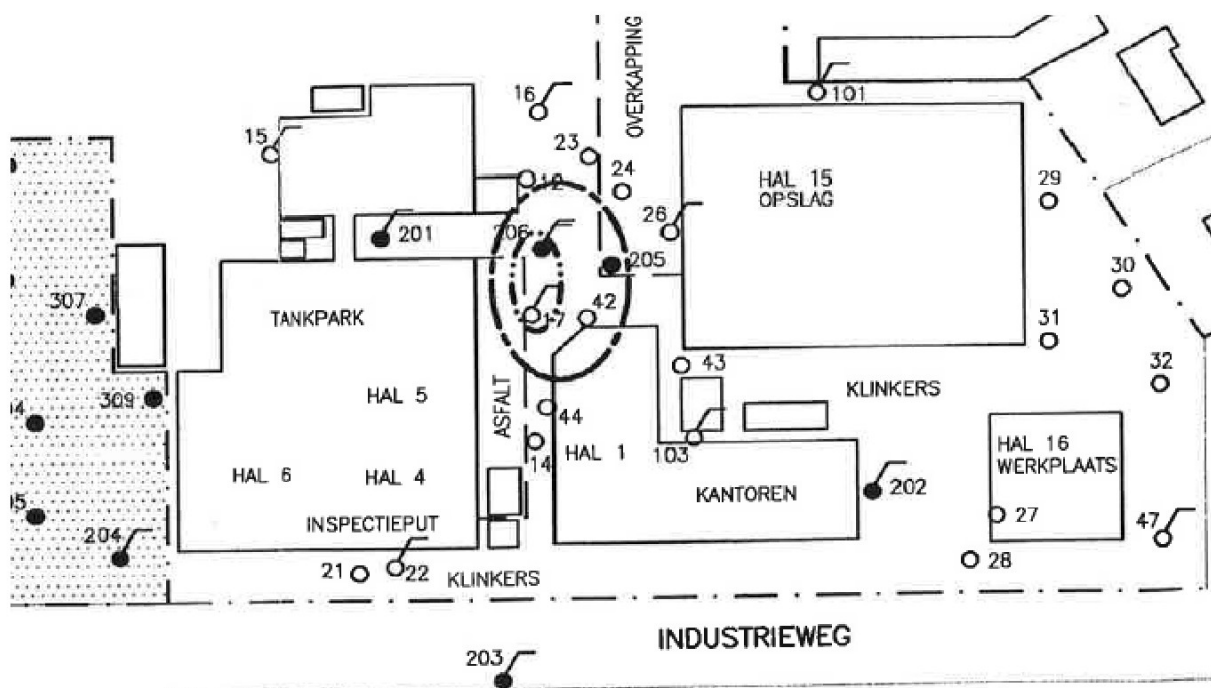 16
OVERKAPPING
101
15
23
24
12
HAL 15
OPSLAG
29
26
201
206
205
30
307
TANKPARK
17
42
31
43
32
309
HAL 5
ASFALT
KLINKERS
44
14
HAL 1
103
HAL 16
WERKPLAATS
HAL 6
HAL 4
KANTOREN
202
INSPECTIEPUT
27
47
204
21
22
KLINKERS
28
INDUSTRIEWEG
203